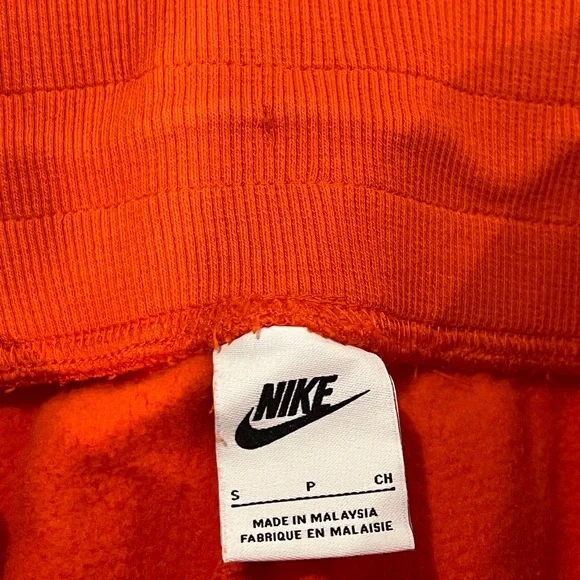 NIKE
S P CH
MADE IN MALAYSIA
FABRIQUE EN MALAISIE